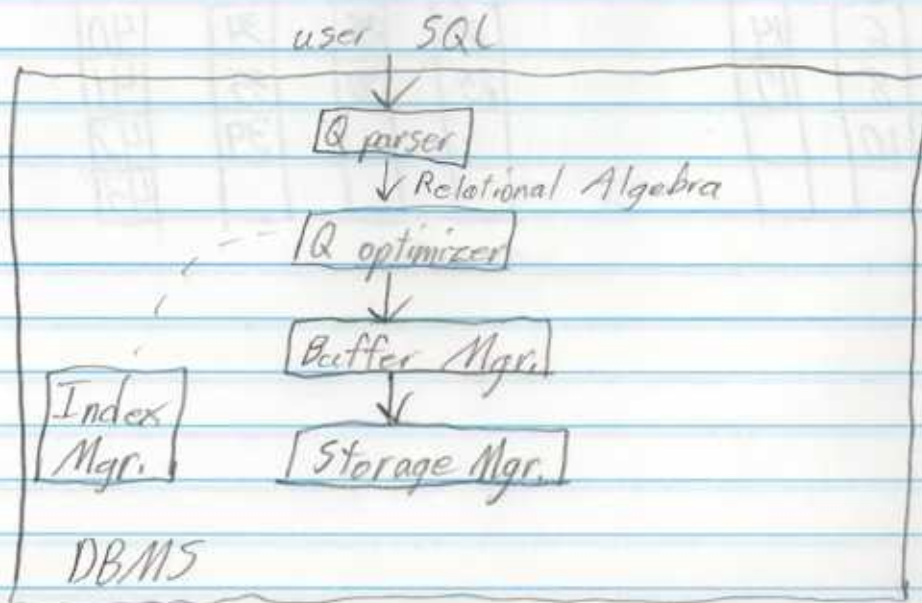 user SQL
Q parser
Relational Algebra
Q optimizer
Buffer Mgr.
Index
Mgr.
Storage Mgr.
DBMS